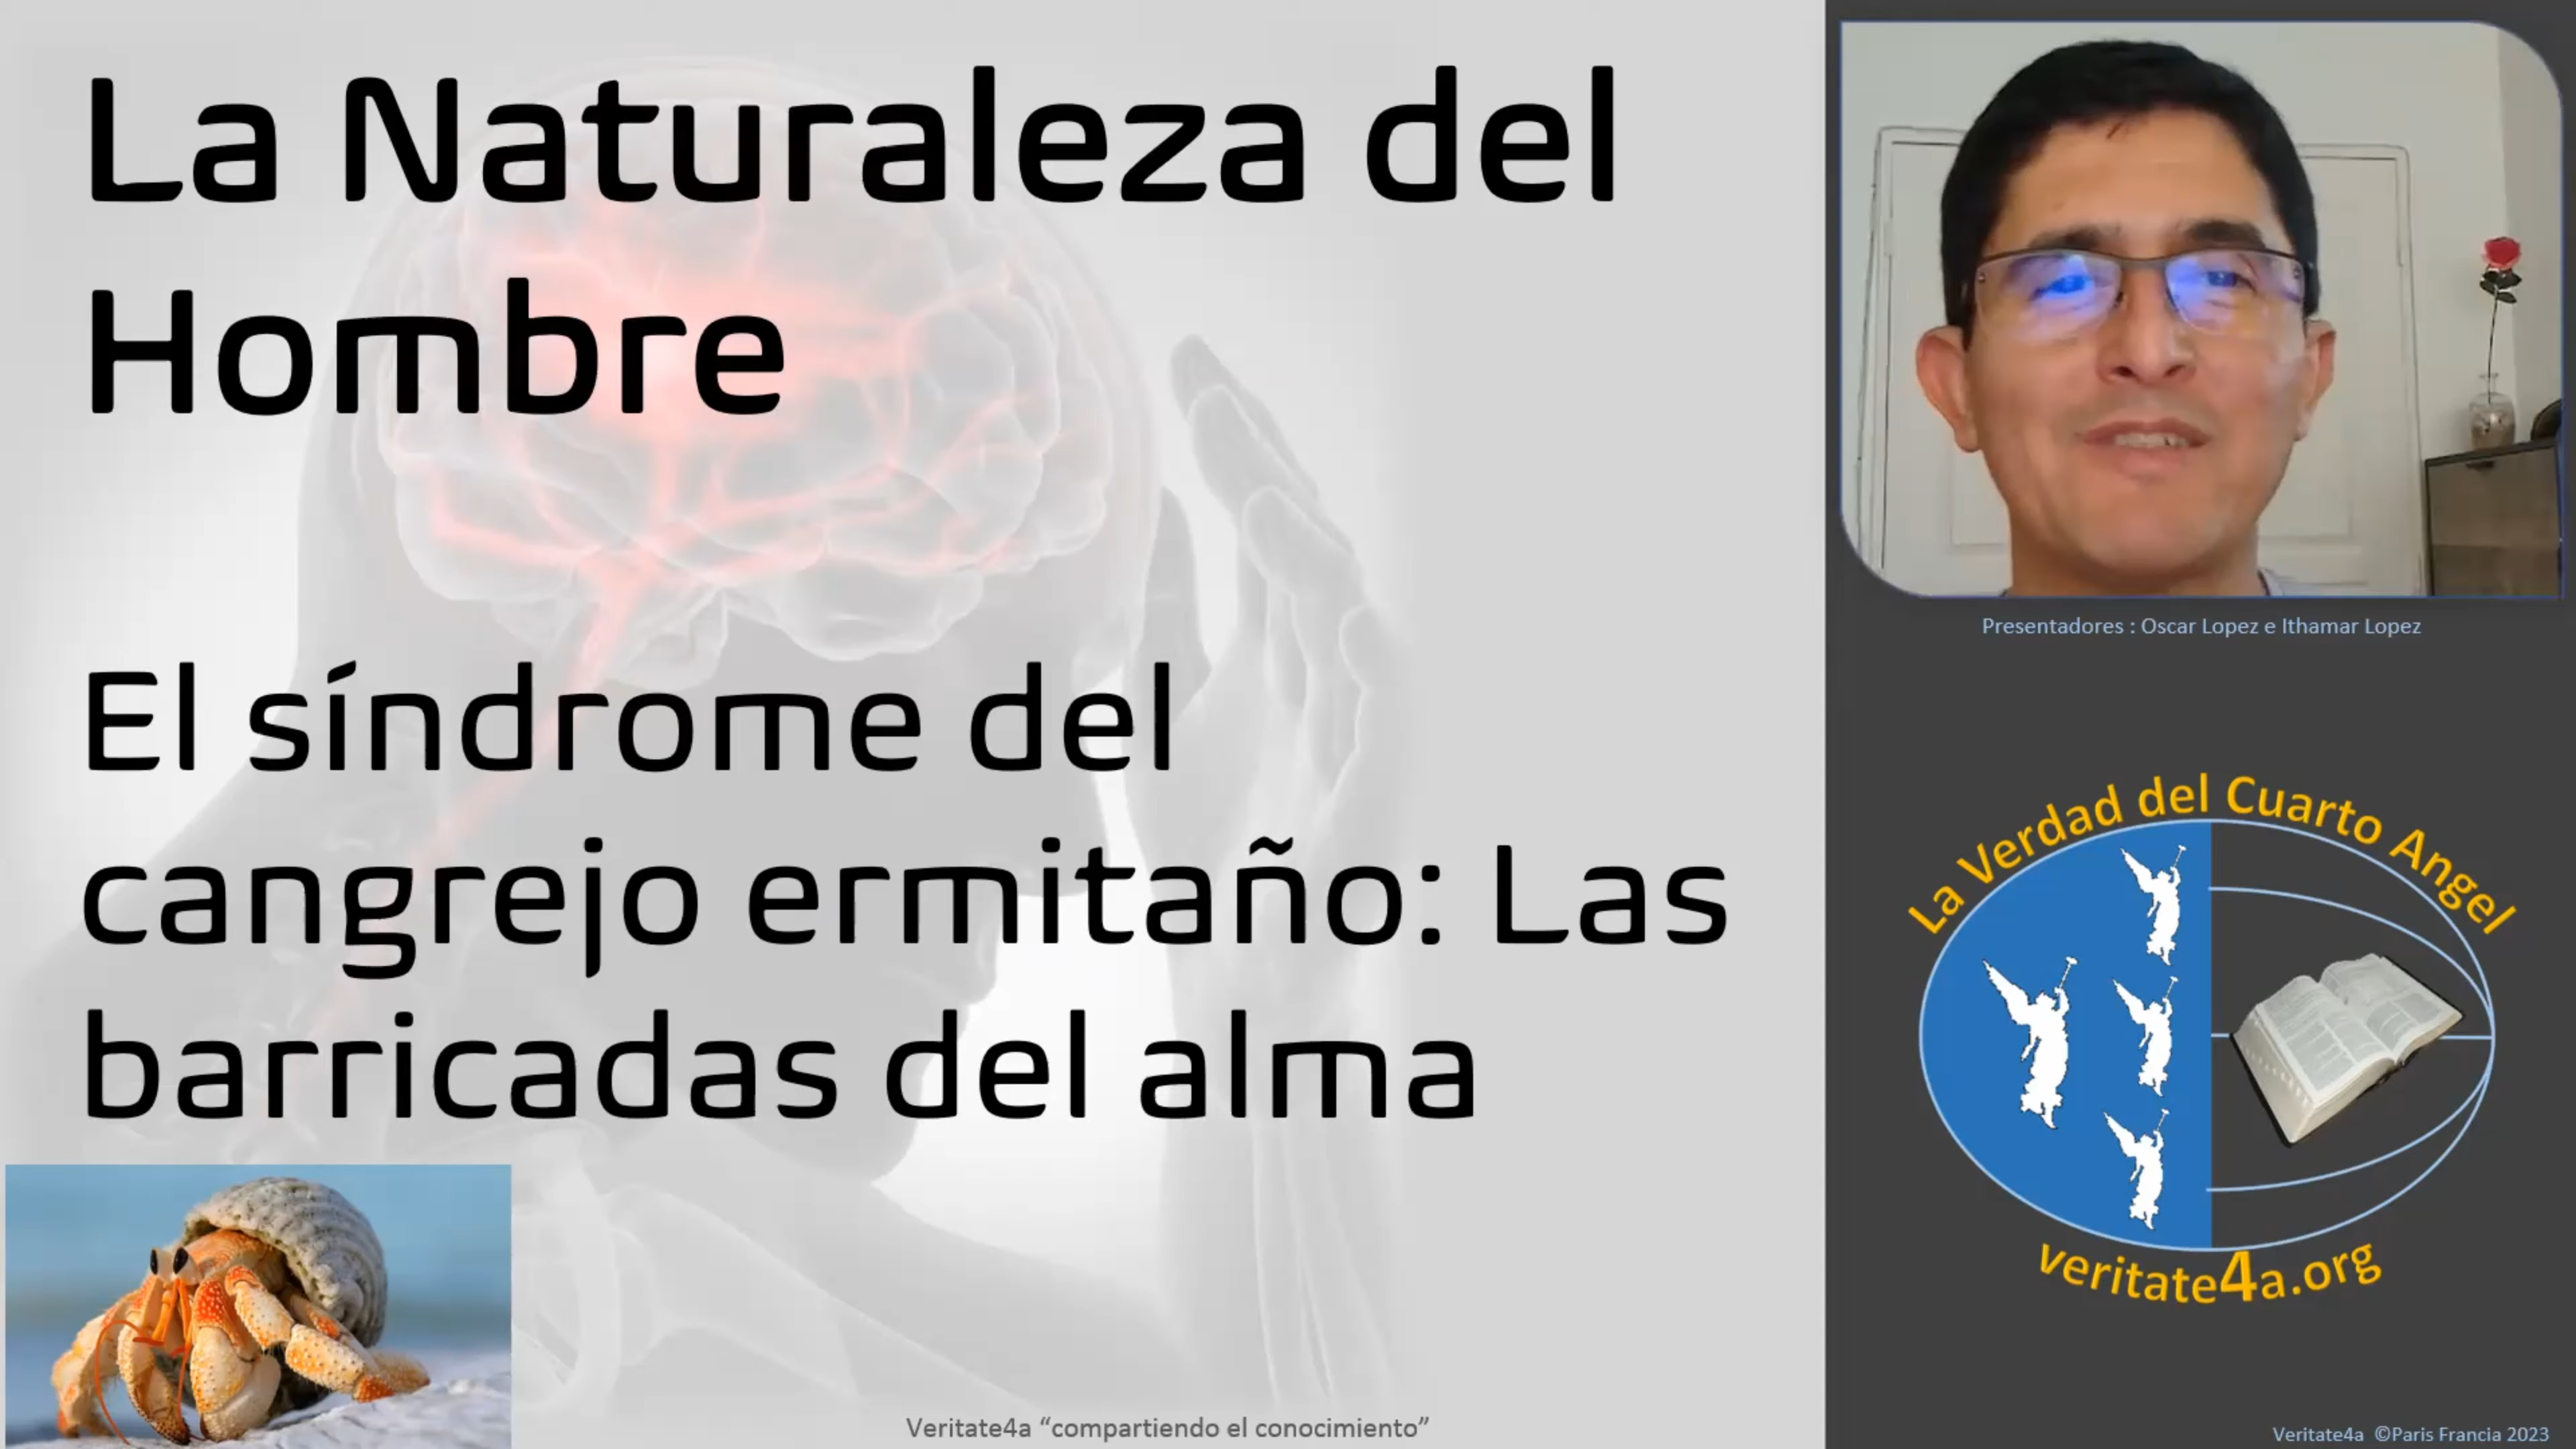 La Naturaleza del
Hombre
El síndrome del
cangrejo ermitaño: Las
barricadas del alma
Veritate4a “compartiendo el conocimiento”
Presentadores : Oscar Lopez e Ithamar Lopez
La Verdad del Cuarto Angel
veritate4a.org
Veritate4a ©Paris Francia 2023